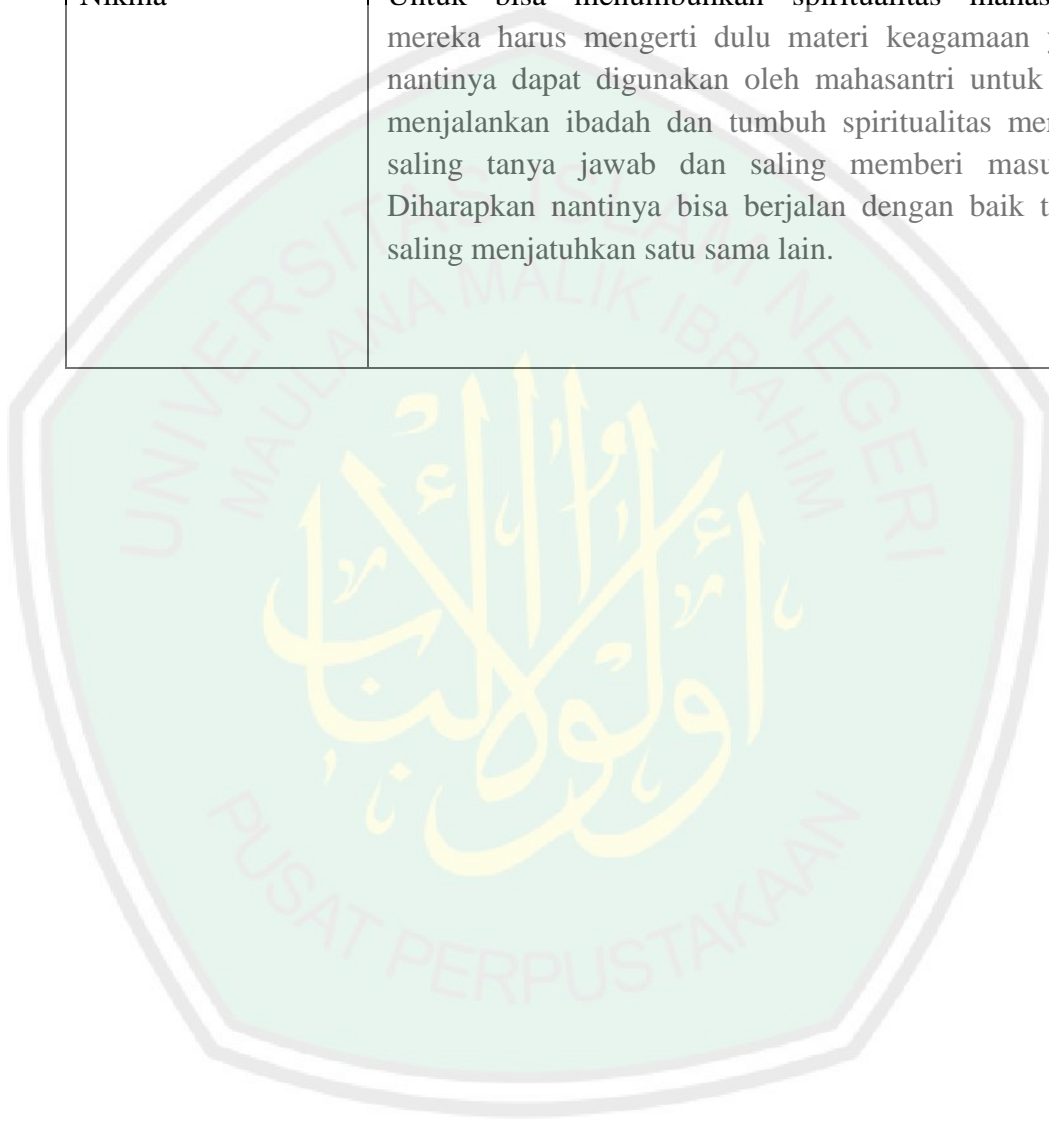 Untuk bisa menumbuhkan spiritualitas
mereka harus mengerti dulu materi keagamaan
nantinya dapat digunakan oleh mahasantri untuk
menjalankan ibadah dan tumbuh spiritualitas
saling tanya jawab dan saling memberi
Diharapkan nantinya bisa berjalan dengan baik
saling menjatuhkan satu sama lain.
UNIVERSITAS ISLAM NEGERI
MAULANA MALIK IBRAHIM
أولوا الألباب
PUSAT PERPUSTAKAAN